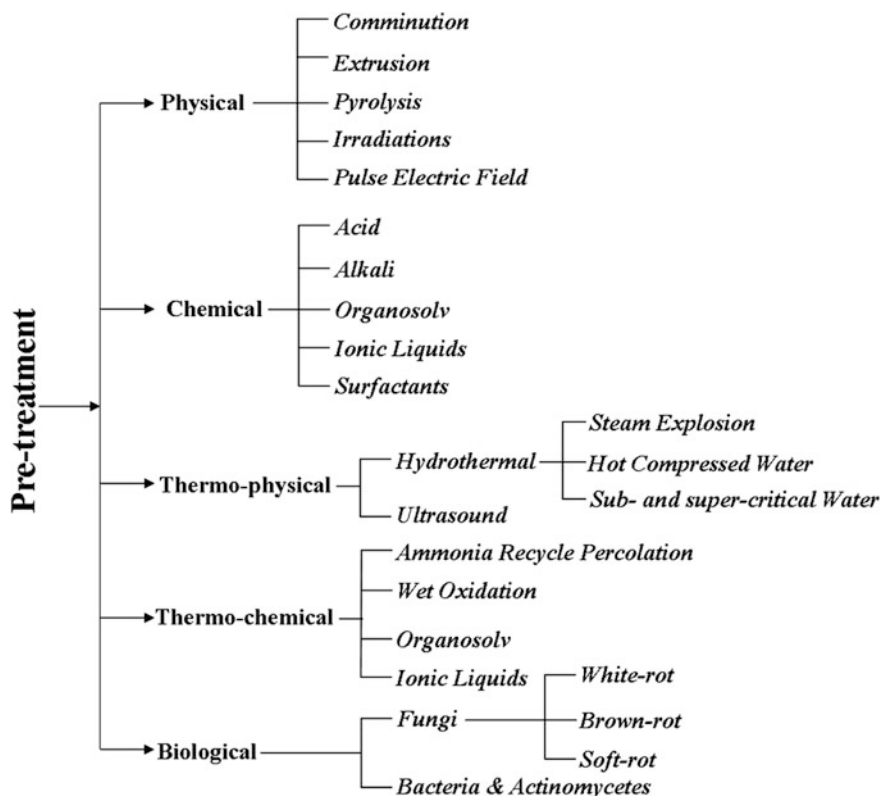 Pre-treatment
Physical
Comminution
Extrusion
Pyrolysis
Irradiations
Pulse Electric Field
Chemical
Acid
Alkali
Organosolv
Ionic Liquids
Surfactants
Thermo-physical
Hydrothermal
Steam Explosion
Hot Compressed Water
Sub- and super-critical Water
Ultrasound
Thermo-chemical
Ammonia Recycle Percolation
Wet Oxidation
Organosolv
Ionic Liquids
Biological
Fungi
White-rot
Brown-rot
Soft-rot
Bacteria & Actinomycetes